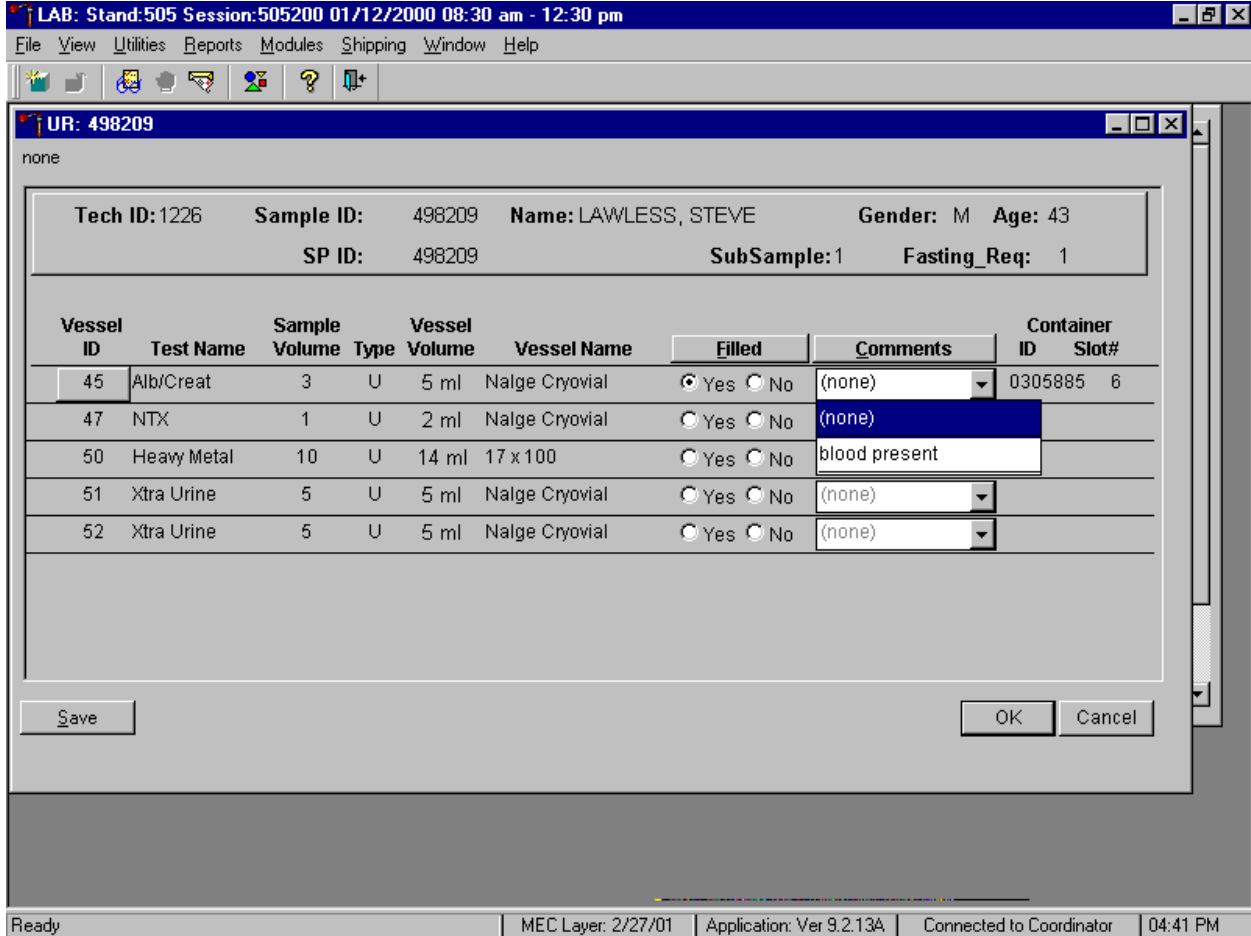 LAB: Stand:505 Session:505200 01/12/2000 08:30 am - 12:30 pm
File View Utilities Reports Modules Shipping Window Help
UR: 498209
none
Tech ID: 1226 Sample ID: 498209 Name: LAWLESS, STEVE Gender: M Age: 43
SP ID: 498209 SubSample: 1 Fasting_Req: 1
Vessel Sample Vessel Container
ID Test Name Volume Type Volume Vessel Name Filled Comments ID Slot#
45 Alb/Creat 3 U 5 ml Nalge Cryovial Yes No (none) 0305885 6
47 NTX 1 U 2 ml Nalge Cryovial Yes No (none)
50 Heavy Metal 10 U 14 ml 17 x 100 Yes No blood present
51 Xtra Urine 5 U 5 ml Nalge Cryovial Yes No (none)
52 Xtra Urine 5 U 5 ml Nalge Cryovial Yes No (none)
Save OK Cancel
Ready MEC Layer: 2/27/01 Application: Ver 9.2.13A Connected to Coordinator 04:41 PM